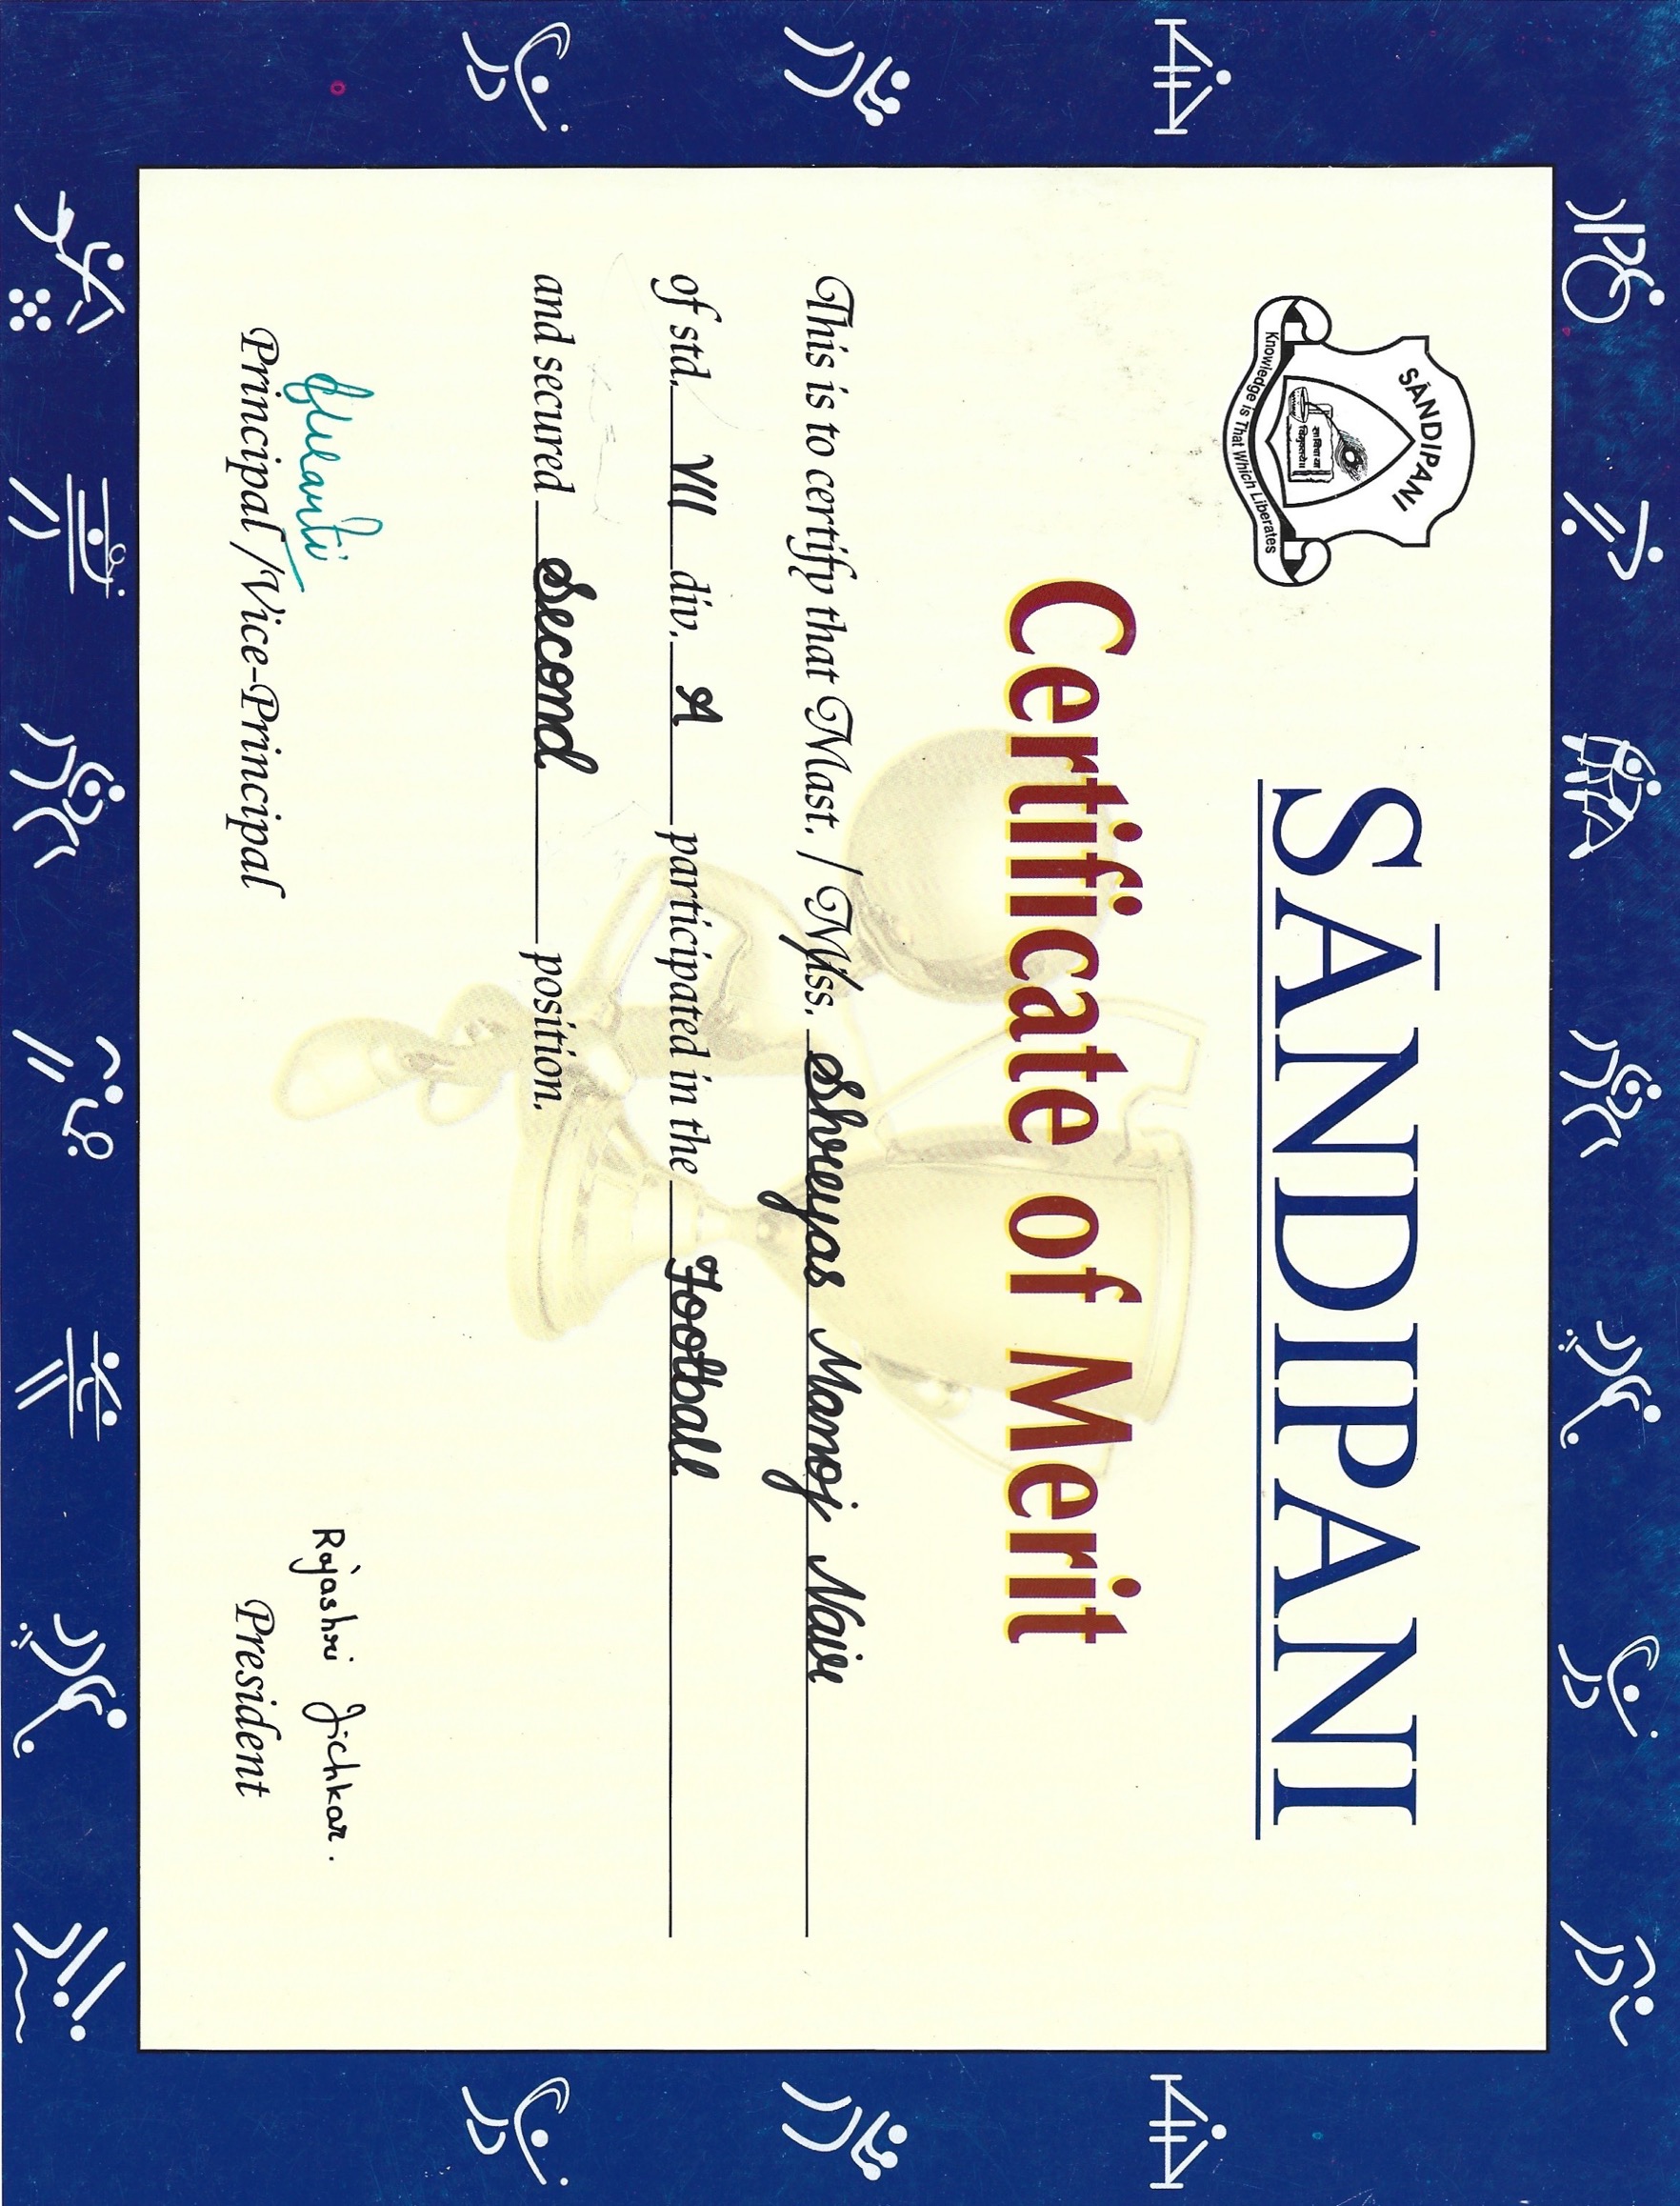 SĀNDIPANI
सा विद्या या
विमुक्तये॥
Knowledge is That Which Liberates
SĀNDIPANI
Certificate of Merit
This is to certify that Mast. / Miss. Shreyas Manoj Nair
of std. VII div. A participated in the Football
and secured Second position.
Rajashri Jichkar.
Principal /Vice-Principal
President